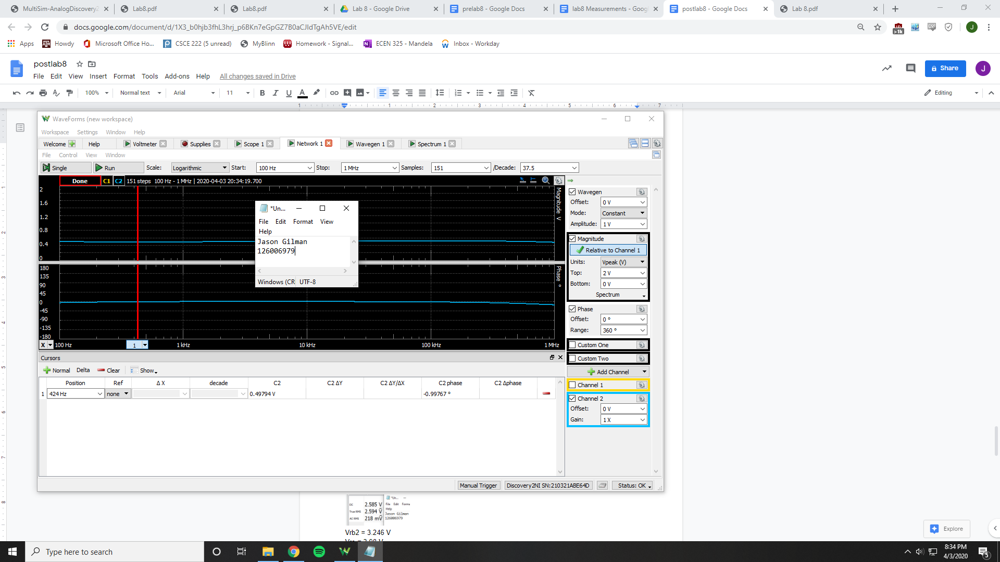 MultiSim-AnalogDiscovery2
Lab8.pdf
Lab8.pdf
Lab 8 - Google Drive
prelab8 - Google Docs
lab8 Measurements - Goog
postlab8 - Google Docs
Lab 8.pdf
docs.google.com/document/d/1X3_b0hjb3fhL3hrj_p6BKn7eGpGZ7B0aCJIdTgAh5VE/edit
>1k
J
Apps
Howdy
Microsoft Office Ho...
CSCE 222 (5 unread)
MyBlinn
Homework - Signal...
ECEN 325 - Mandela
Inbox - Workday
postlab8
File Edit View Insert Format Tools Add-ons Help All changes saved in Drive
Share
J
100% Normal text Arial 11 B I U A
Editing
1 1 2 3 4 5 6 7
WaveForms (new workspace)
Workspace Settings Window Help
Welcome Help Voltmeter Supplies Scope 1 Network 1 Wavegen 1 Spectrum 1
File Control View Window
Single Run Scale: Logarithmic Start: 100 Hz Stop: 1 MHz Samples: 151 /Decade: 37.5
Done C1 C2 151 steps 100 Hz - 1 MHz | 2020-04-03 20:34:19.700
2
1.6
1.2
0.8
0.4
0
Magnitude V
180
135
90
45
0
-45
-90
-135
-180
Phase °
X 100 Hz 1 1 kHz 10 kHz 100 kHz 1 MHz
*Un...
File Edit Format View
Help
Jason Gilman
126006979
Windows (CR UTF-8
Wavegen
Offset: 0 V
Mode: Constant
Amplitude: 1 V
Magnitude
Relative to Channel 1
Units: Vpeak (V)
Top: 2 V
Bottom: 0 V
Spectrum
Phase
Offset: 0 °
Range: 360 °
Custom One
Custom Two
Add Channel
Channel 1
Channel 2
Offset: 0 V
Gain: 1 X
Cursors
Normal Delta Clear Show
Position Ref Δ X decade C2 C2 ΔY C2 ΔY/ΔX C2 phase C2 Δphase
1 424 Hz none 0.49794 V -0.99767 °
Manual Trigger Discovery2NI SN:210321ABE64D Status: OK
DC 2.585 V
True RMS 2.594 V
AC RMS 218 mV
*Un...
File Edit Forma
Help
Jason Gilman
126006979
Vrb2 = 3.246 V
Explore
Type here to search
8:34 PM
4/3/2020
5